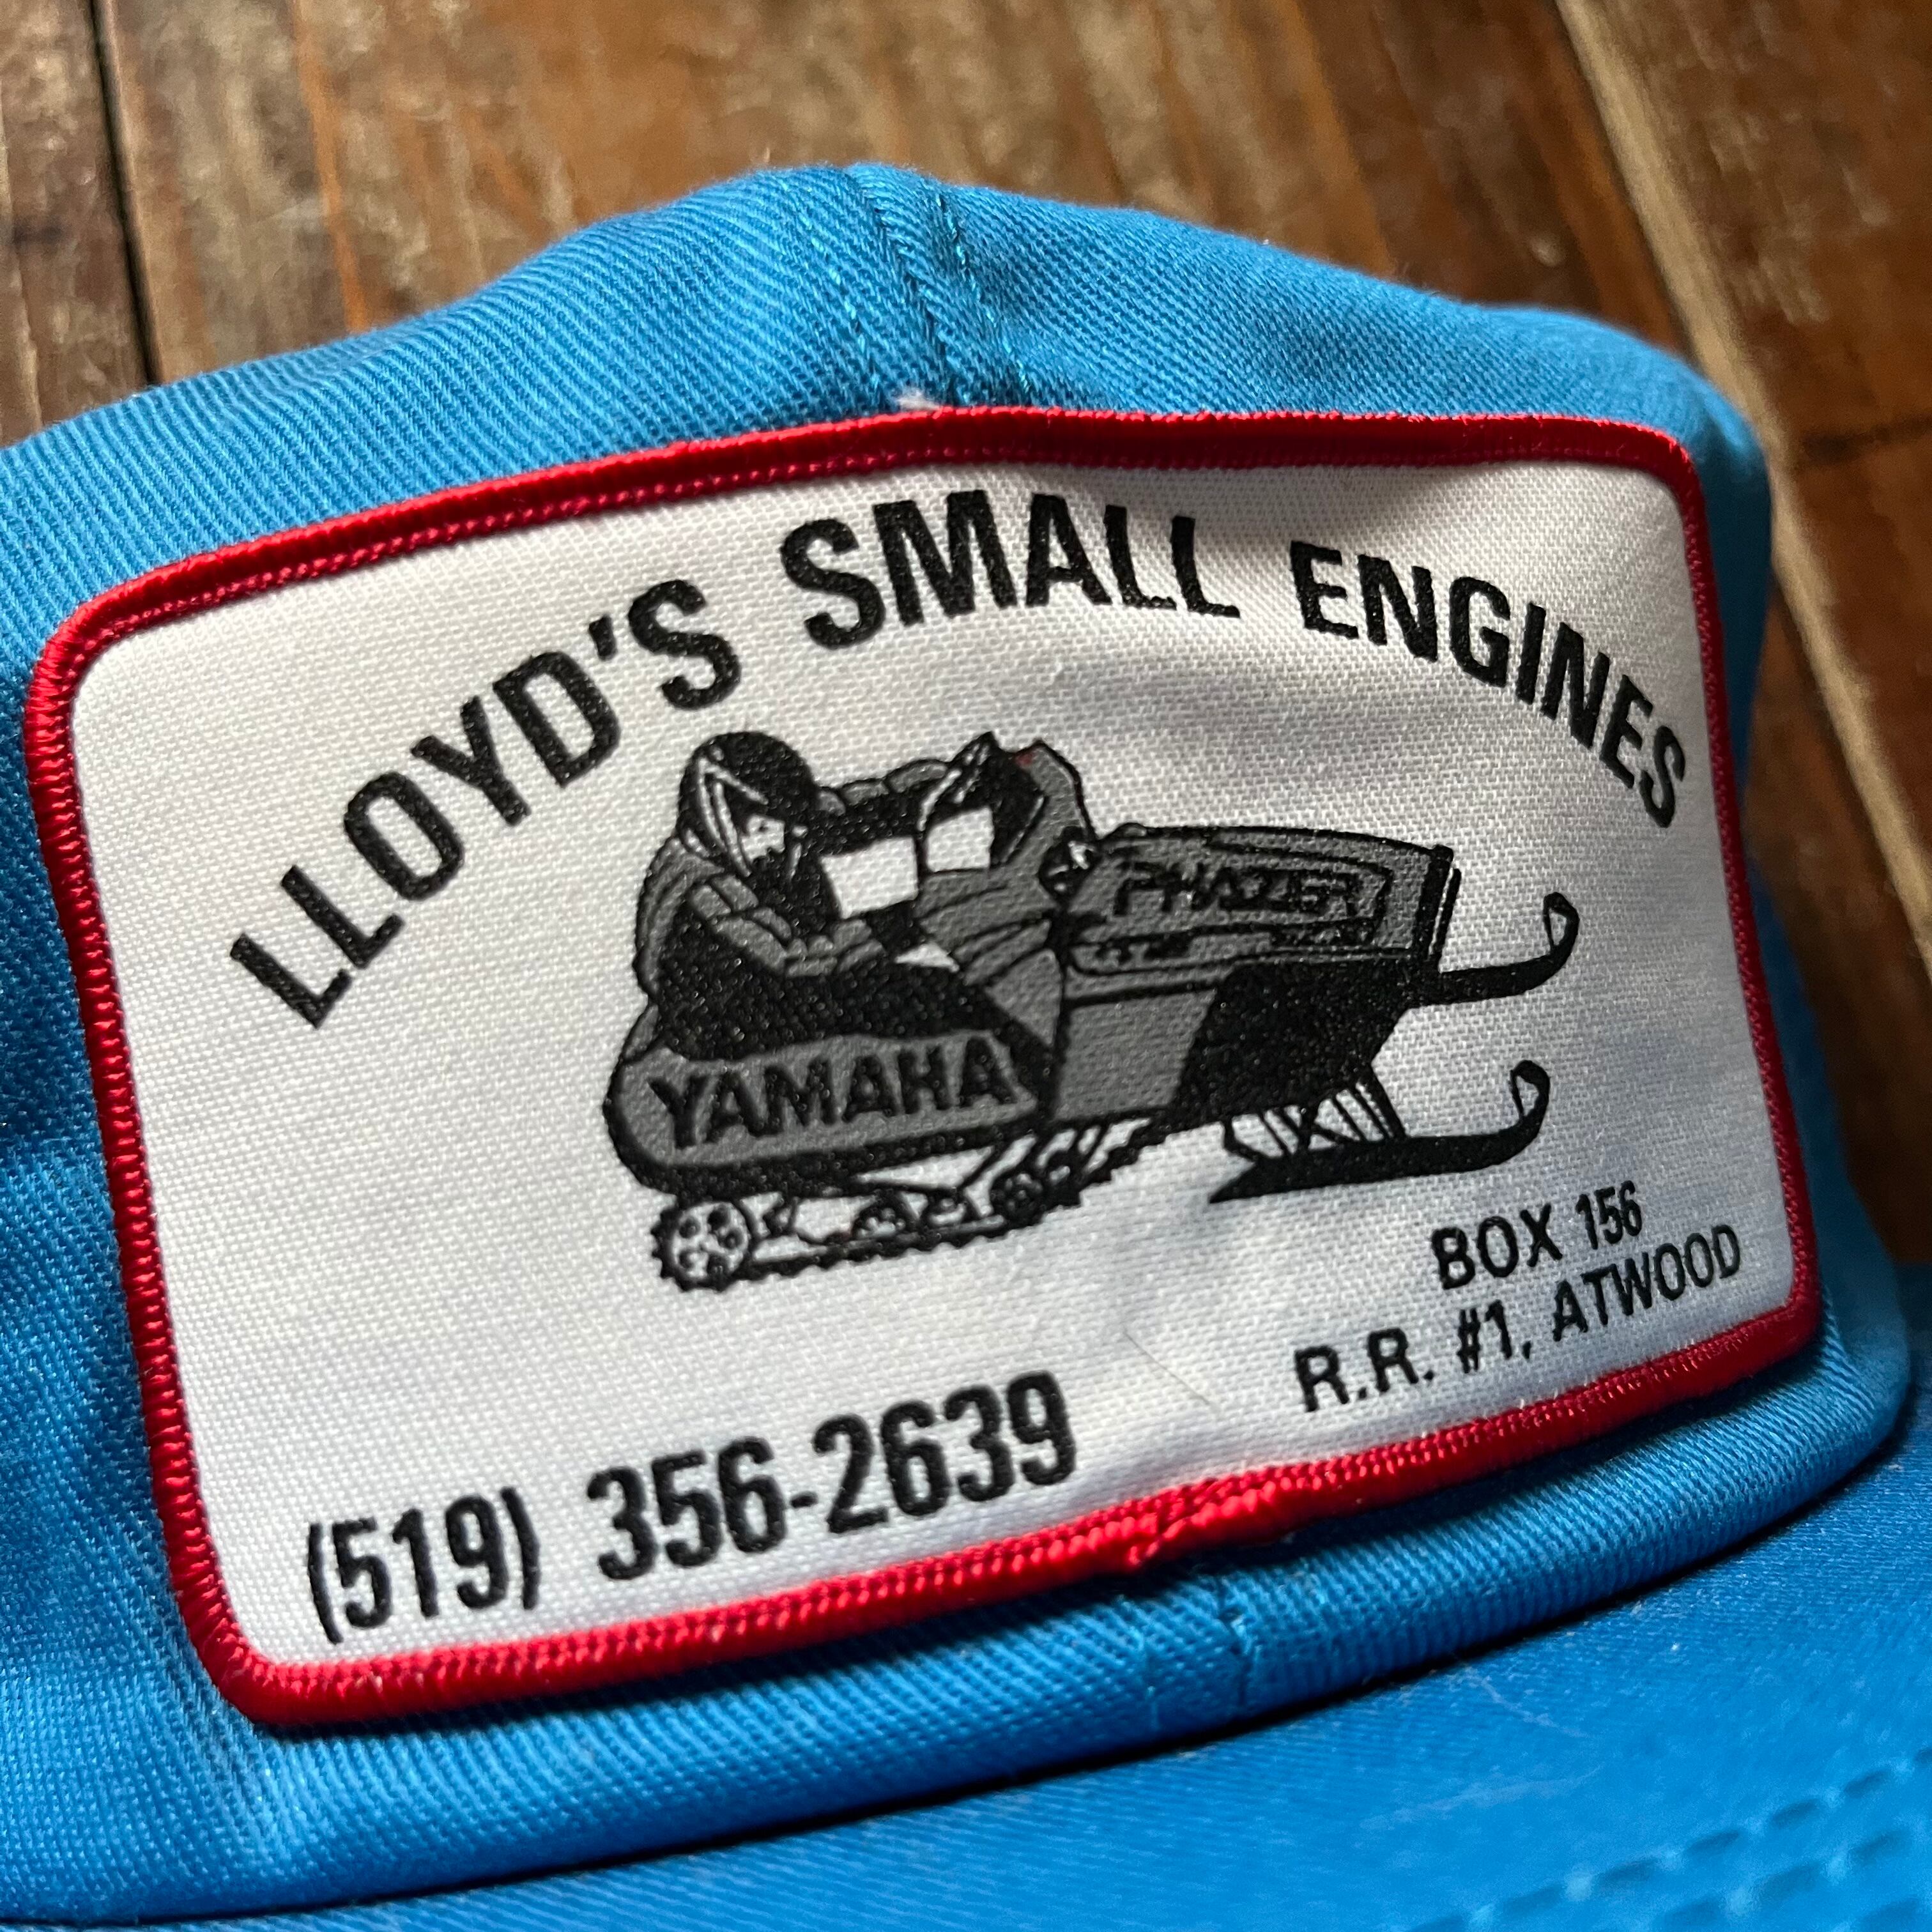 LLOYD'S SMALL ENGINES
PHAZER
YAMAHA
BOX 156
R.R. #1, ATWOOD
(519) 356-2639